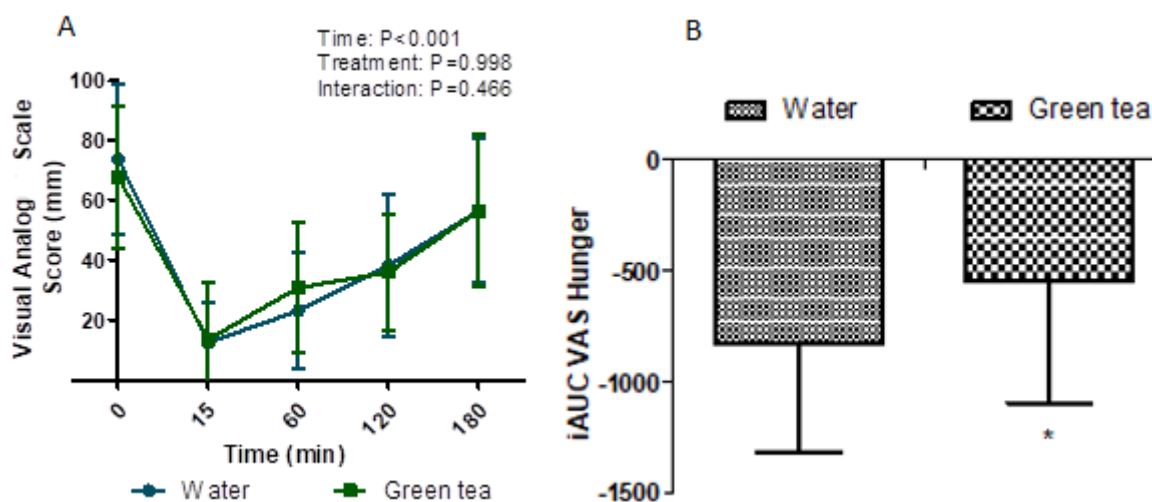 A
Time: P<0.001
Treatment: P=0.998
Interaction: P=0.466
Visual Analog Scale
Score (mm)
100
80
60
40
20
0
15
60
120
180
Time (min)
Water
Green tea
B
Water
Green tea
iAUC VA S Hunger
0
-500
-1000
-1500
*